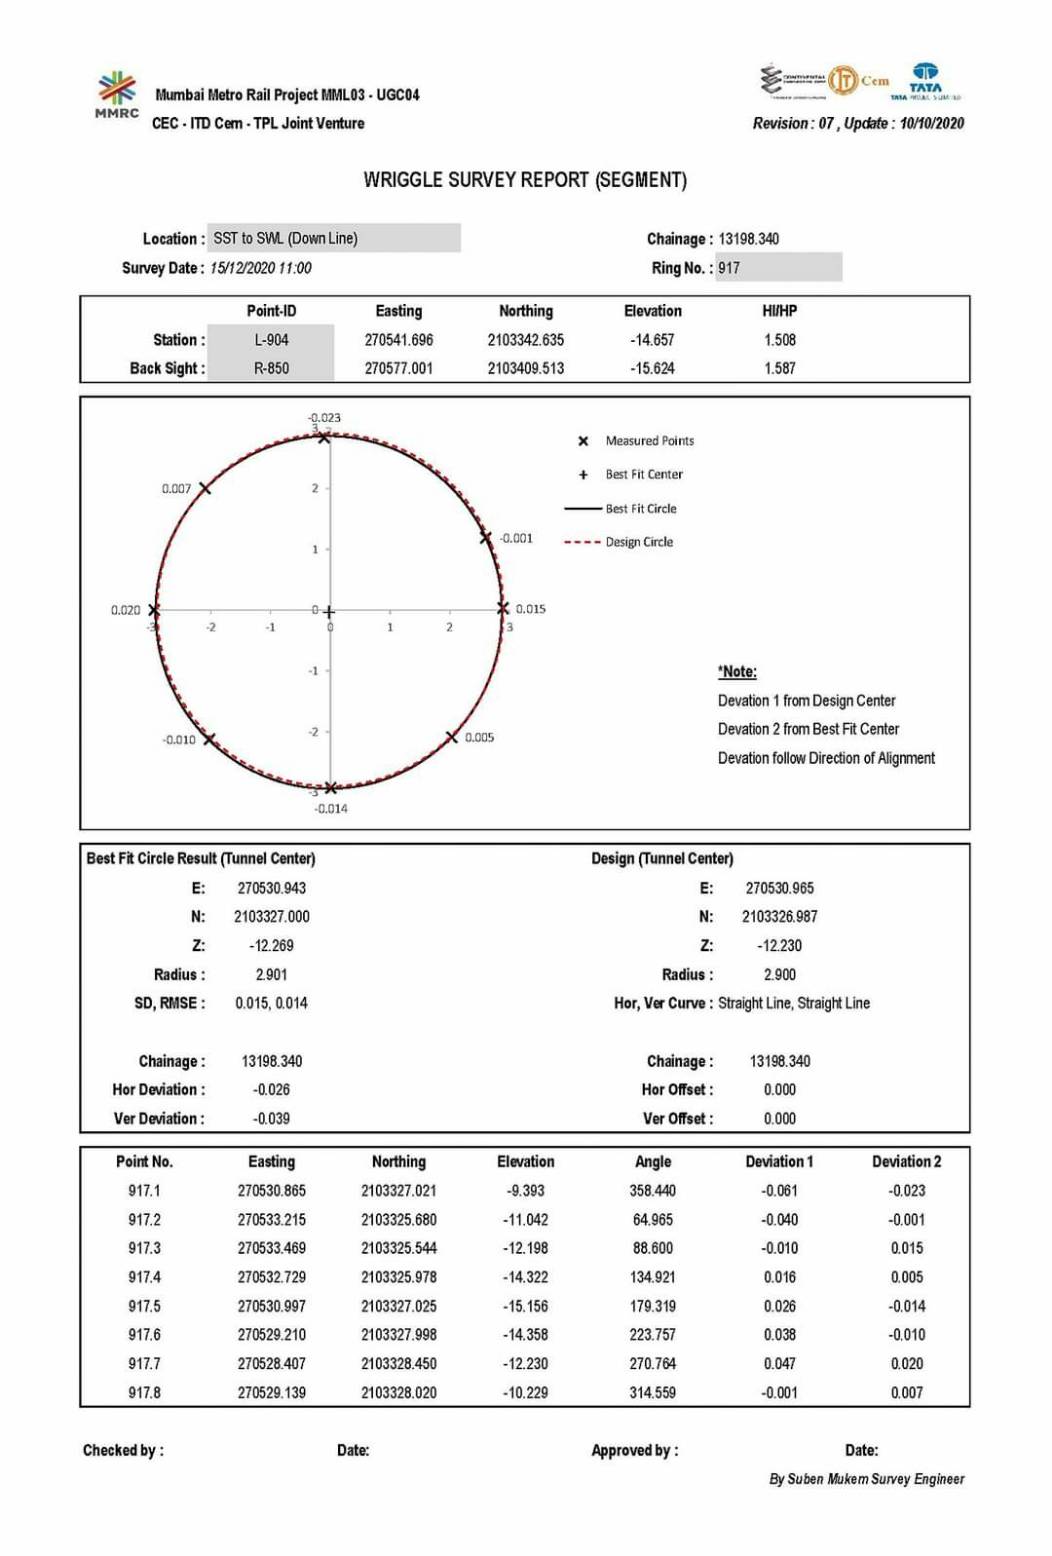 MMRC
Mumbai Metro Rail Project MML03 - UGC04
CEC - ITD Cem - TPL Joint Venture
CONTINENTAL
ITD Cem
TATA
Revision : 07 , Update : 10/10/2020
WRIGGLE SURVEY REPORT (SEGMENT)
Location : SST to SWL (Down Line) Chainage : 13198.340
Survey Date : 15/12/2020 11:00 Ring No. : 917
Point-ID Easting Northing Elevation HI/HP
Station : L-904 270541.696 2103342.635 -14.657 1.508
Back Sight : R-850 270577.001 2103409.513 -15.624 1.587
-0.023
3
0.007
2
-0.001
1
0.020
0
0.015
-3 -2 -1 0 1 2 3
-1
-0.010
-2
0.005
-3
-0.014
Measured Points
Best Fit Center
Best Fit Circle
Design Circle
*Note:
Devation 1 from Design Center
Devation 2 from Best Fit Center
Devation follow Direction of Alignment
Best Fit Circle Result (Tunnel Center) Design (Tunnel Center)
E: 270530.943 E: 270530.965
N: 2103327.000 N: 2103326.987
Z: -12.269 Z: -12.230
Radius : 2.901 Radius : 2.900
SD, RMSE : 0.015, 0.014 Hor, Ver Curve : Straight Line, Straight Line
Chainage : 13198.340 Chainage : 13198.340
Hor Deviation : -0.026 Hor Offset : 0.000
Ver Deviation : -0.039 Ver Offset : 0.000
Point No. Easting Northing Elevation Angle Deviation 1 Deviation 2
917.1 270530.865 2103327.021 -9.393 358.440 -0.061 -0.023
917.2 270533.215 2103325.680 -11.042 64.965 -0.040 -0.001
917.3 270533.469 2103325.544 -12.198 88.600 -0.010 0.015
917.4 270532.729 2103325.978 -14.322 134.921 0.016 0.005
917.5 270530.997 2103327.025 -15.156 179.319 0.026 -0.014
917.6 270529.210 2103327.998 -14.358 223.757 0.038 -0.010
917.7 270528.407 2103328.450 -12.230 270.764 0.047 0.020
917.8 270529.139 2103328.020 -10.229 314.559 -0.001 0.007
Checked by : Date: Approved by : Date:
By Suben Mukem Survey Engineer